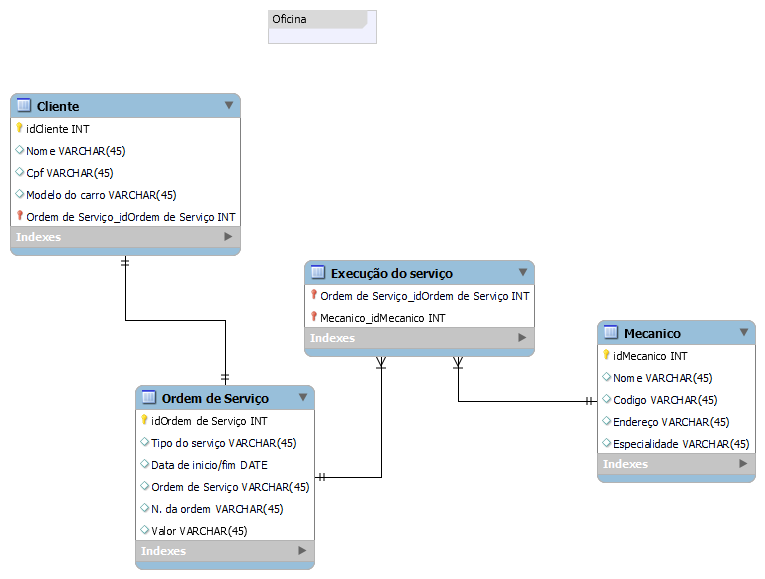 Oficina
Cliente
idCliente INT
Nome VARCHAR(45)
Cpf VARCHAR(45)
Modelo do carro VARCHAR(45)
Ordem de Serviço_idOrdem de Serviço INT
Indexes
Execução do serviço
Ordem de Serviço_idOrdem de Serviço INT
Mecanico_idMecanico INT
Indexes
Mecanico
idMecanico INT
Nome VARCHAR(45)
Codigo VARCHAR(45)
Endereço VARCHAR(45)
Especialidade VARCHAR(45)
Indexes
Ordem de Serviço
idOrdem de Serviço INT
Tipo do serviço VARCHAR(45)
Data de inicio/fim DATE
Ordem de Serviço VARCHAR(45)
N. da ordem VARCHAR(45)
Valor VARCHAR(45)
Indexes